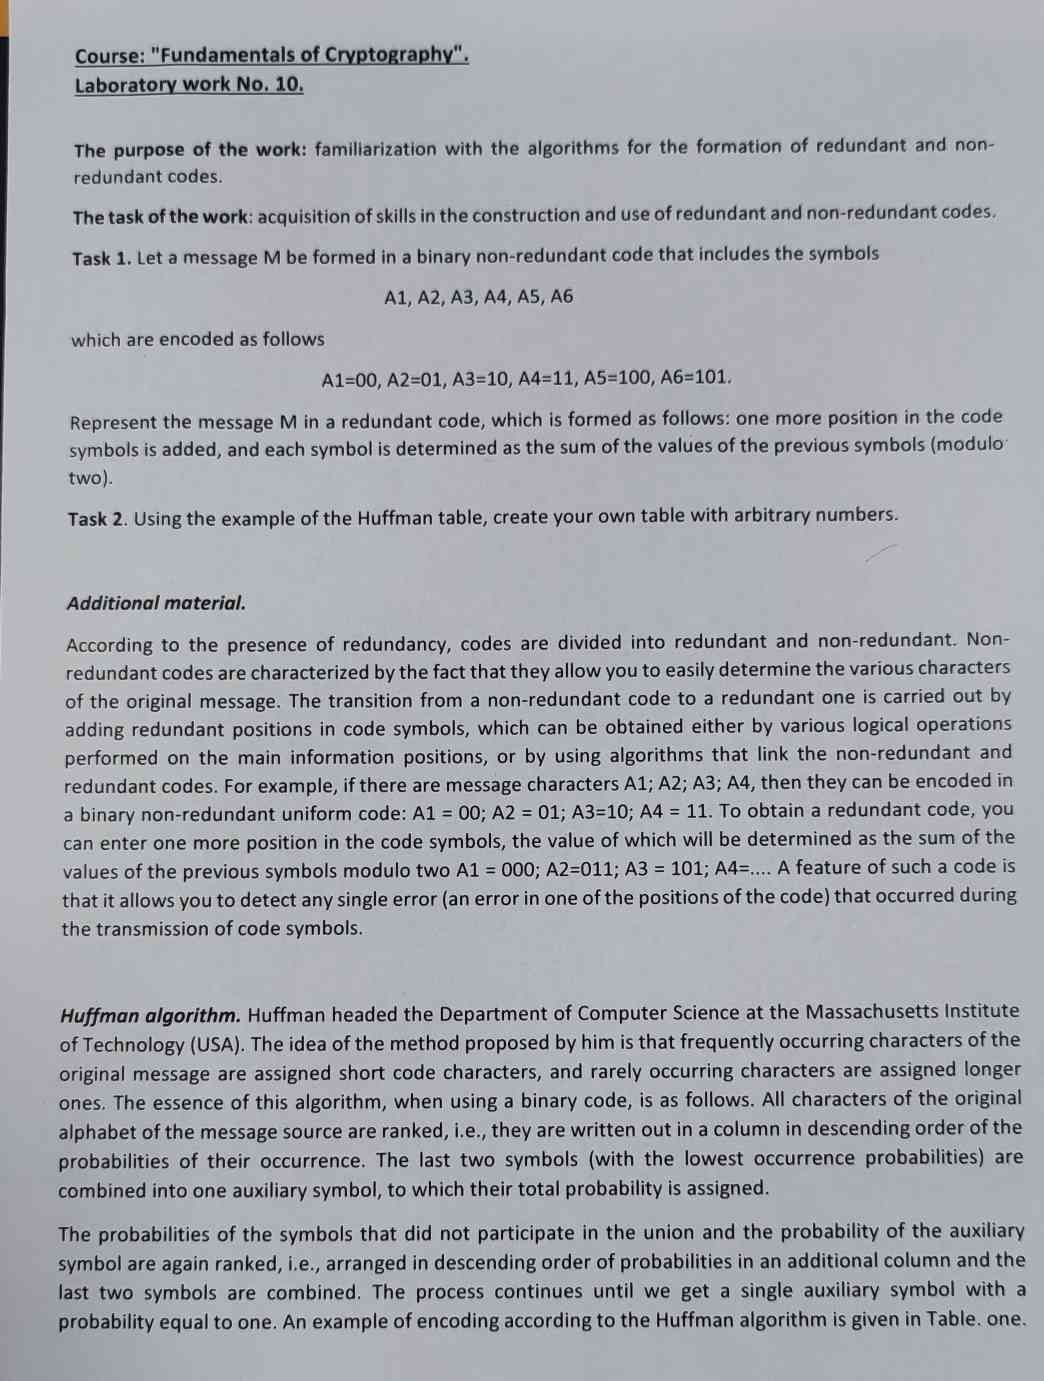 Course: "Fundamentals of Cryptography".
Laboratory work No. 10.
The purpose of the work: familiarization with the algorithms for the formation of redundant and non-
redundant codes.
The task of the work: acquisition of skills in the construction and use of redundant and non-redundant codes.
Task 1. Let a message M be formed in a binary non-redundant code that includes the symbols
A1, A2, A3, A4, A5, A6
which are encoded as follows
A1=00, A2=01, A3=10, A4=11, A5=100, A6=101.
Represent the message M in a redundant code, which is formed as follows: one more position in the code
symbols is added, and each symbol is determined as the sum of the values of the previous symbols (modulo
two).
Task 2. Using the example of the Huffman table, create your own table with arbitrary numbers.
Additional material.
According to the presence of redundancy, codes are divided into redundant and non-redundant. Non-
redundant codes are characterized by the fact that they allow you to easily determine the various characters
of the original message. The transition from a non-redundant code to a redundant one is carried out by
adding redundant positions in code symbols, which can be obtained either by various logical operations
performed on the main information positions, or by using algorithms that link the non-redundant and
redundant codes. For example, if there are message characters A1; A2; A3; A4, then they can be encoded in
a binary non-redundant uniform code: A1 = 00; A2 = 01; A3=10; A4 = 11. To obtain a redundant code, you
can enter one more position in the code symbols, the value of which will be determined as the sum of the
values of the previous symbols modulo two A1 = 000; A2=011; A3 = 101; A4=.... A feature of such a code is
that it allows you to detect any single error (an error in one of the positions of the code) that occurred during
the transmission of code symbols.
Huffman algorithm. Huffman headed the Department of Computer Science at the Massachusetts Institute
of Technology (USA). The idea of the method proposed by him is that frequently occurring characters of the
original message are assigned short code characters, and rarely occurring characters are assigned longer
ones. The essence of this algorithm, when using a binary code, is as follows. All characters of the original
alphabet of the message source are ranked, i.e., they are written out in a column in descending order of the
probabilities of their occurrence. The last two symbols (with the lowest occurrence probabilities) are
combined into one auxiliary symbol, to which their total probability is assigned.
The probabilities of the symbols that did not participate in the union and the probability of the auxiliary
symbol are again ranked, i.e., arranged in descending order of probabilities in an additional column and the
last two symbols are combined. The process continues until we get a single auxiliary symbol with a
probability equal to one. An example of encoding according to the Huffman algorithm is given in Table. one.